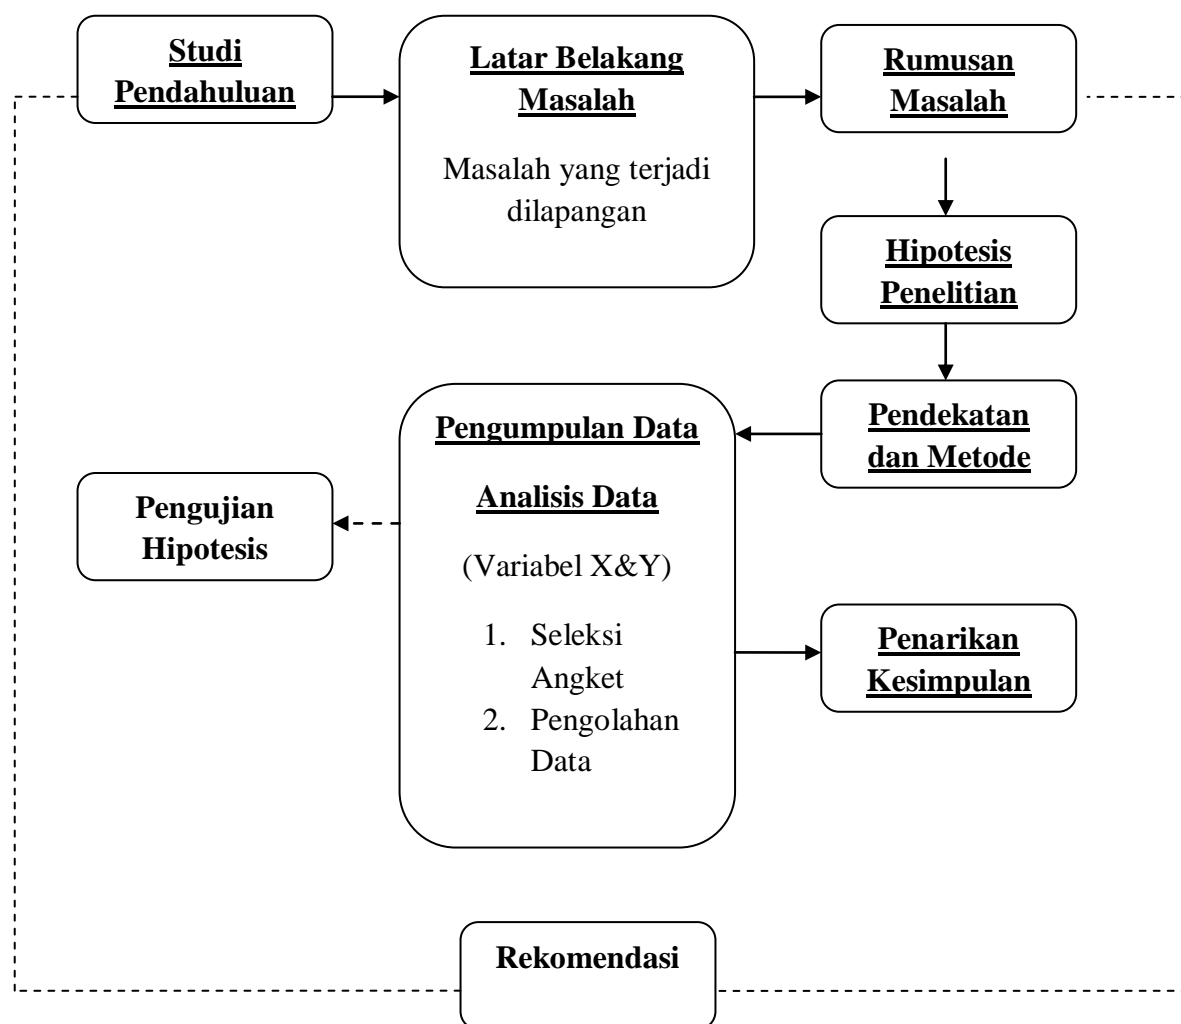 Studi
Pendahuluan
Latar Belakang
Masalah
Masalah yang terjadi
dilapangan
Rumusan
Masalah
Hipotesis
Penelitian
Pendekatan
dan Metode
Pengumpulan Data
Analisis Data
(Variabel X&Y)
1. Seleksi
Angket
2. Pengolahan
Data
Pengujian
Hipotesis
Penarikan
Kesimpulan
Rekomendasi